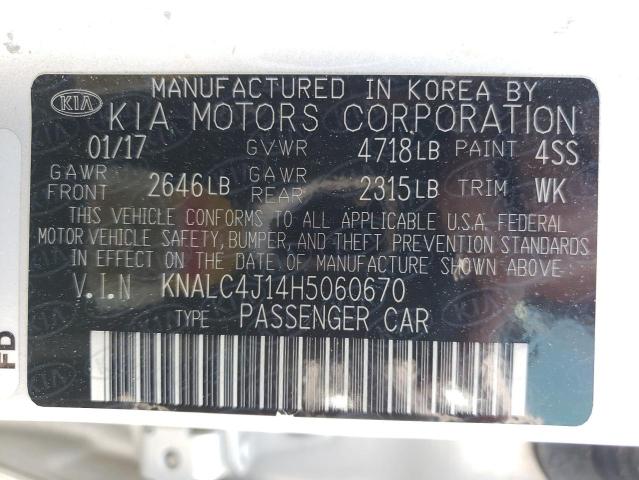 MANUFACTURED IN KOREA BY
KIA KIA MOTORS CORPORATION
01/17 GVWR 4718LB PAINT 4SS
GAWR FRONT 2646LB GAWR REAR 2315LB TRIM WK
THIS VEHICLE CONFORMS TO ALL APPLICABLE U.S.A FEDERAL
MOTOR VEHICLE SAFETY, BUMPER, AND THEFT PREVENTION STANDARDS
IN EFFECT ON THE DATE OF MANUFACTURE SHOWN ABOVE.
V.I.N KNALC4J14H5060670
TYPE: PASSENGER CAR
FD